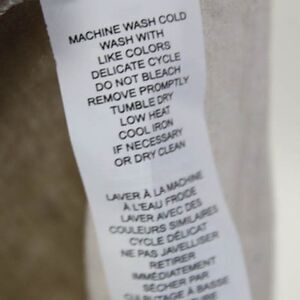 MACHINE WASH COLD
WASH WITH
LIKE COLORS
DELICATE CYCLE
DO NOT BLEACH
REMOVE PROMPTLY
TUMBLE DRY
LOW HEAT
COOL IRON
IF NECESSARY
OR DRY CLEAN
LAVER À LA MACHINE
À L'EAU FROIDE
LAVER AVEC DES
COULEURS SIMILAIRES
CYCLE DÉLICAT
NE PAS JAVELLISER
RETIRER
IMMÉDIATEMENT
SÉCHER PAR
CULBUTAGE À BASSE